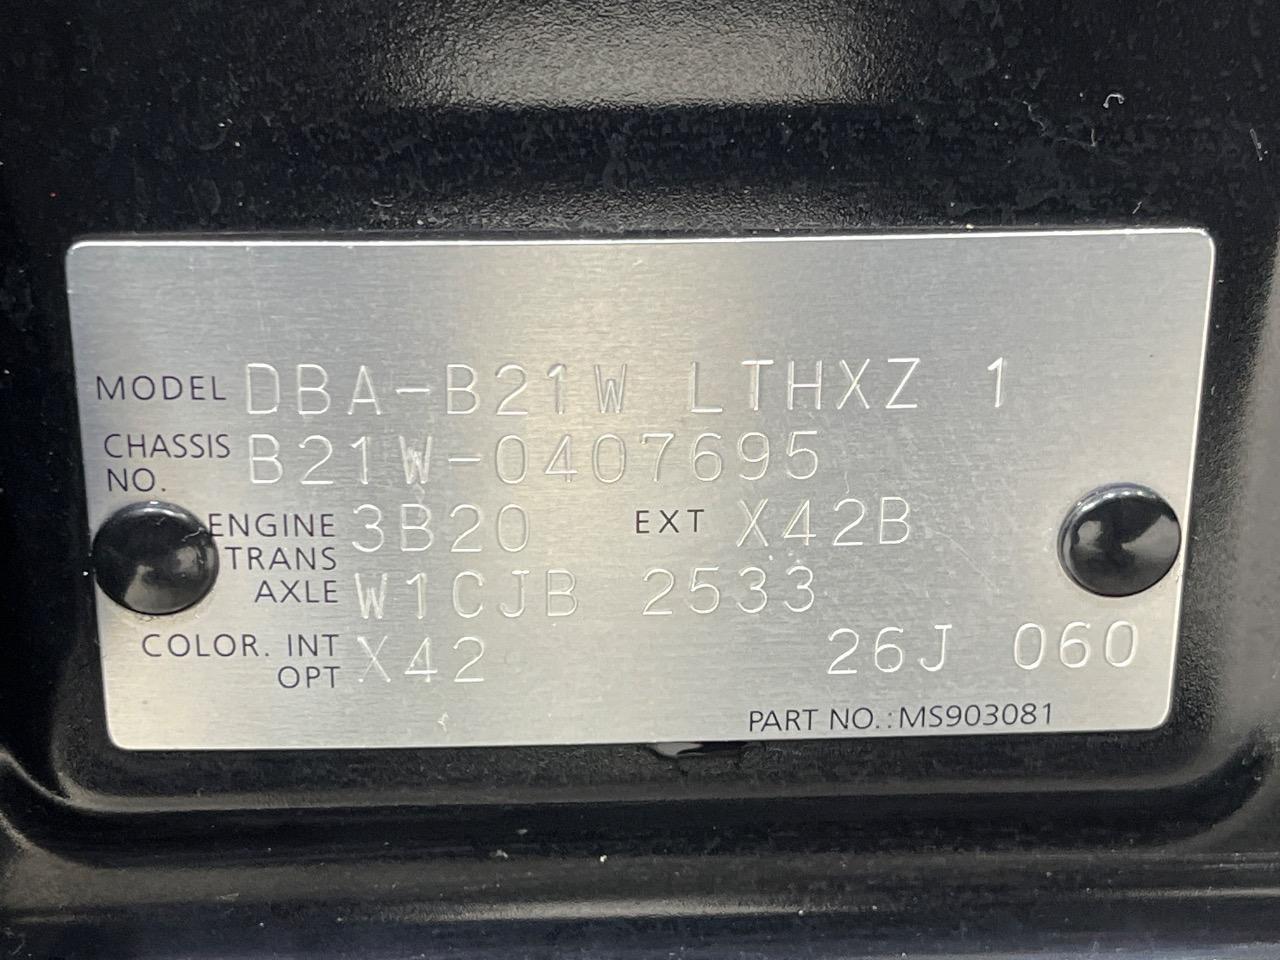 MODEL DBA-B21W LTHXZ 1
CHASSIS NO. B21W-0407695
ENGINE 3B20 EXT X42B
TRANS AXLE W1CJB 2533
COLOR. INT OPT X42 26J 060
PART NO.:MS903081